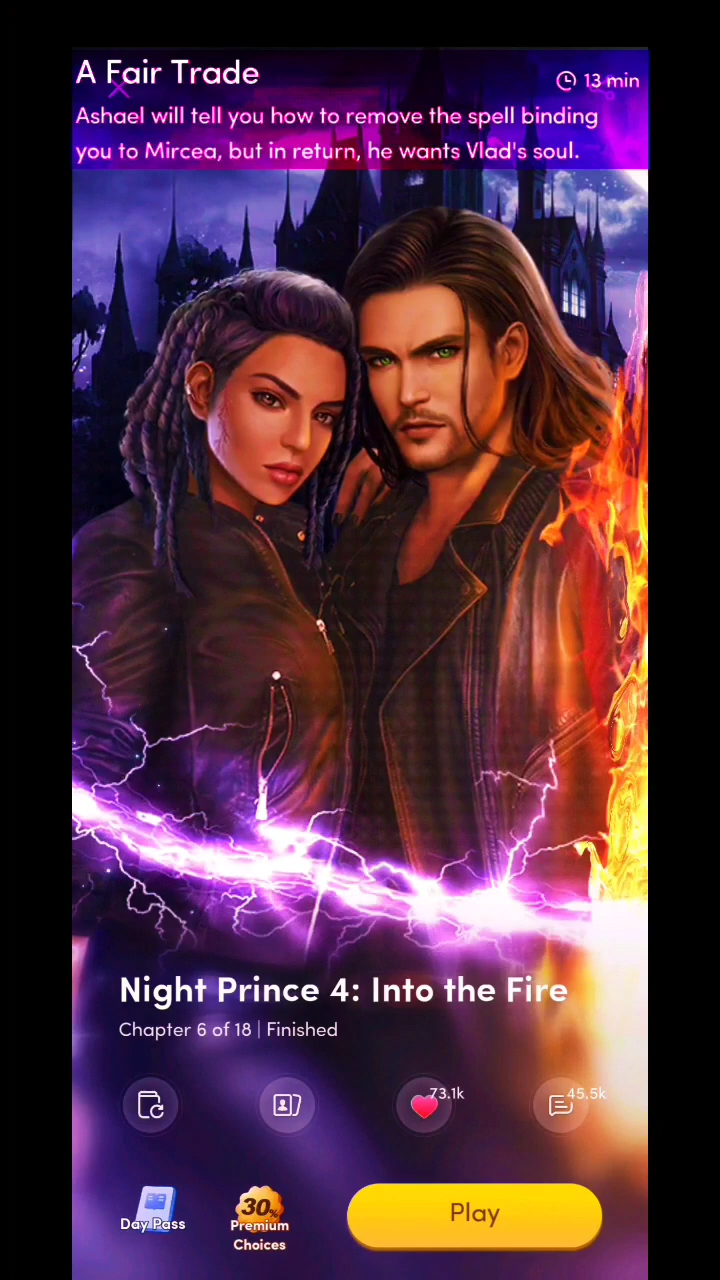 A Fair Trade
13 min
Ashael will tell you how to remove the spell binding
you to Mircea, but in return, he wants Vlad's soul.
Night Prince 4: Into the Fire
Chapter 6 of 18 | Finished
73.1k
45.5k
Day Pass
30%
Premium
Choices
Play